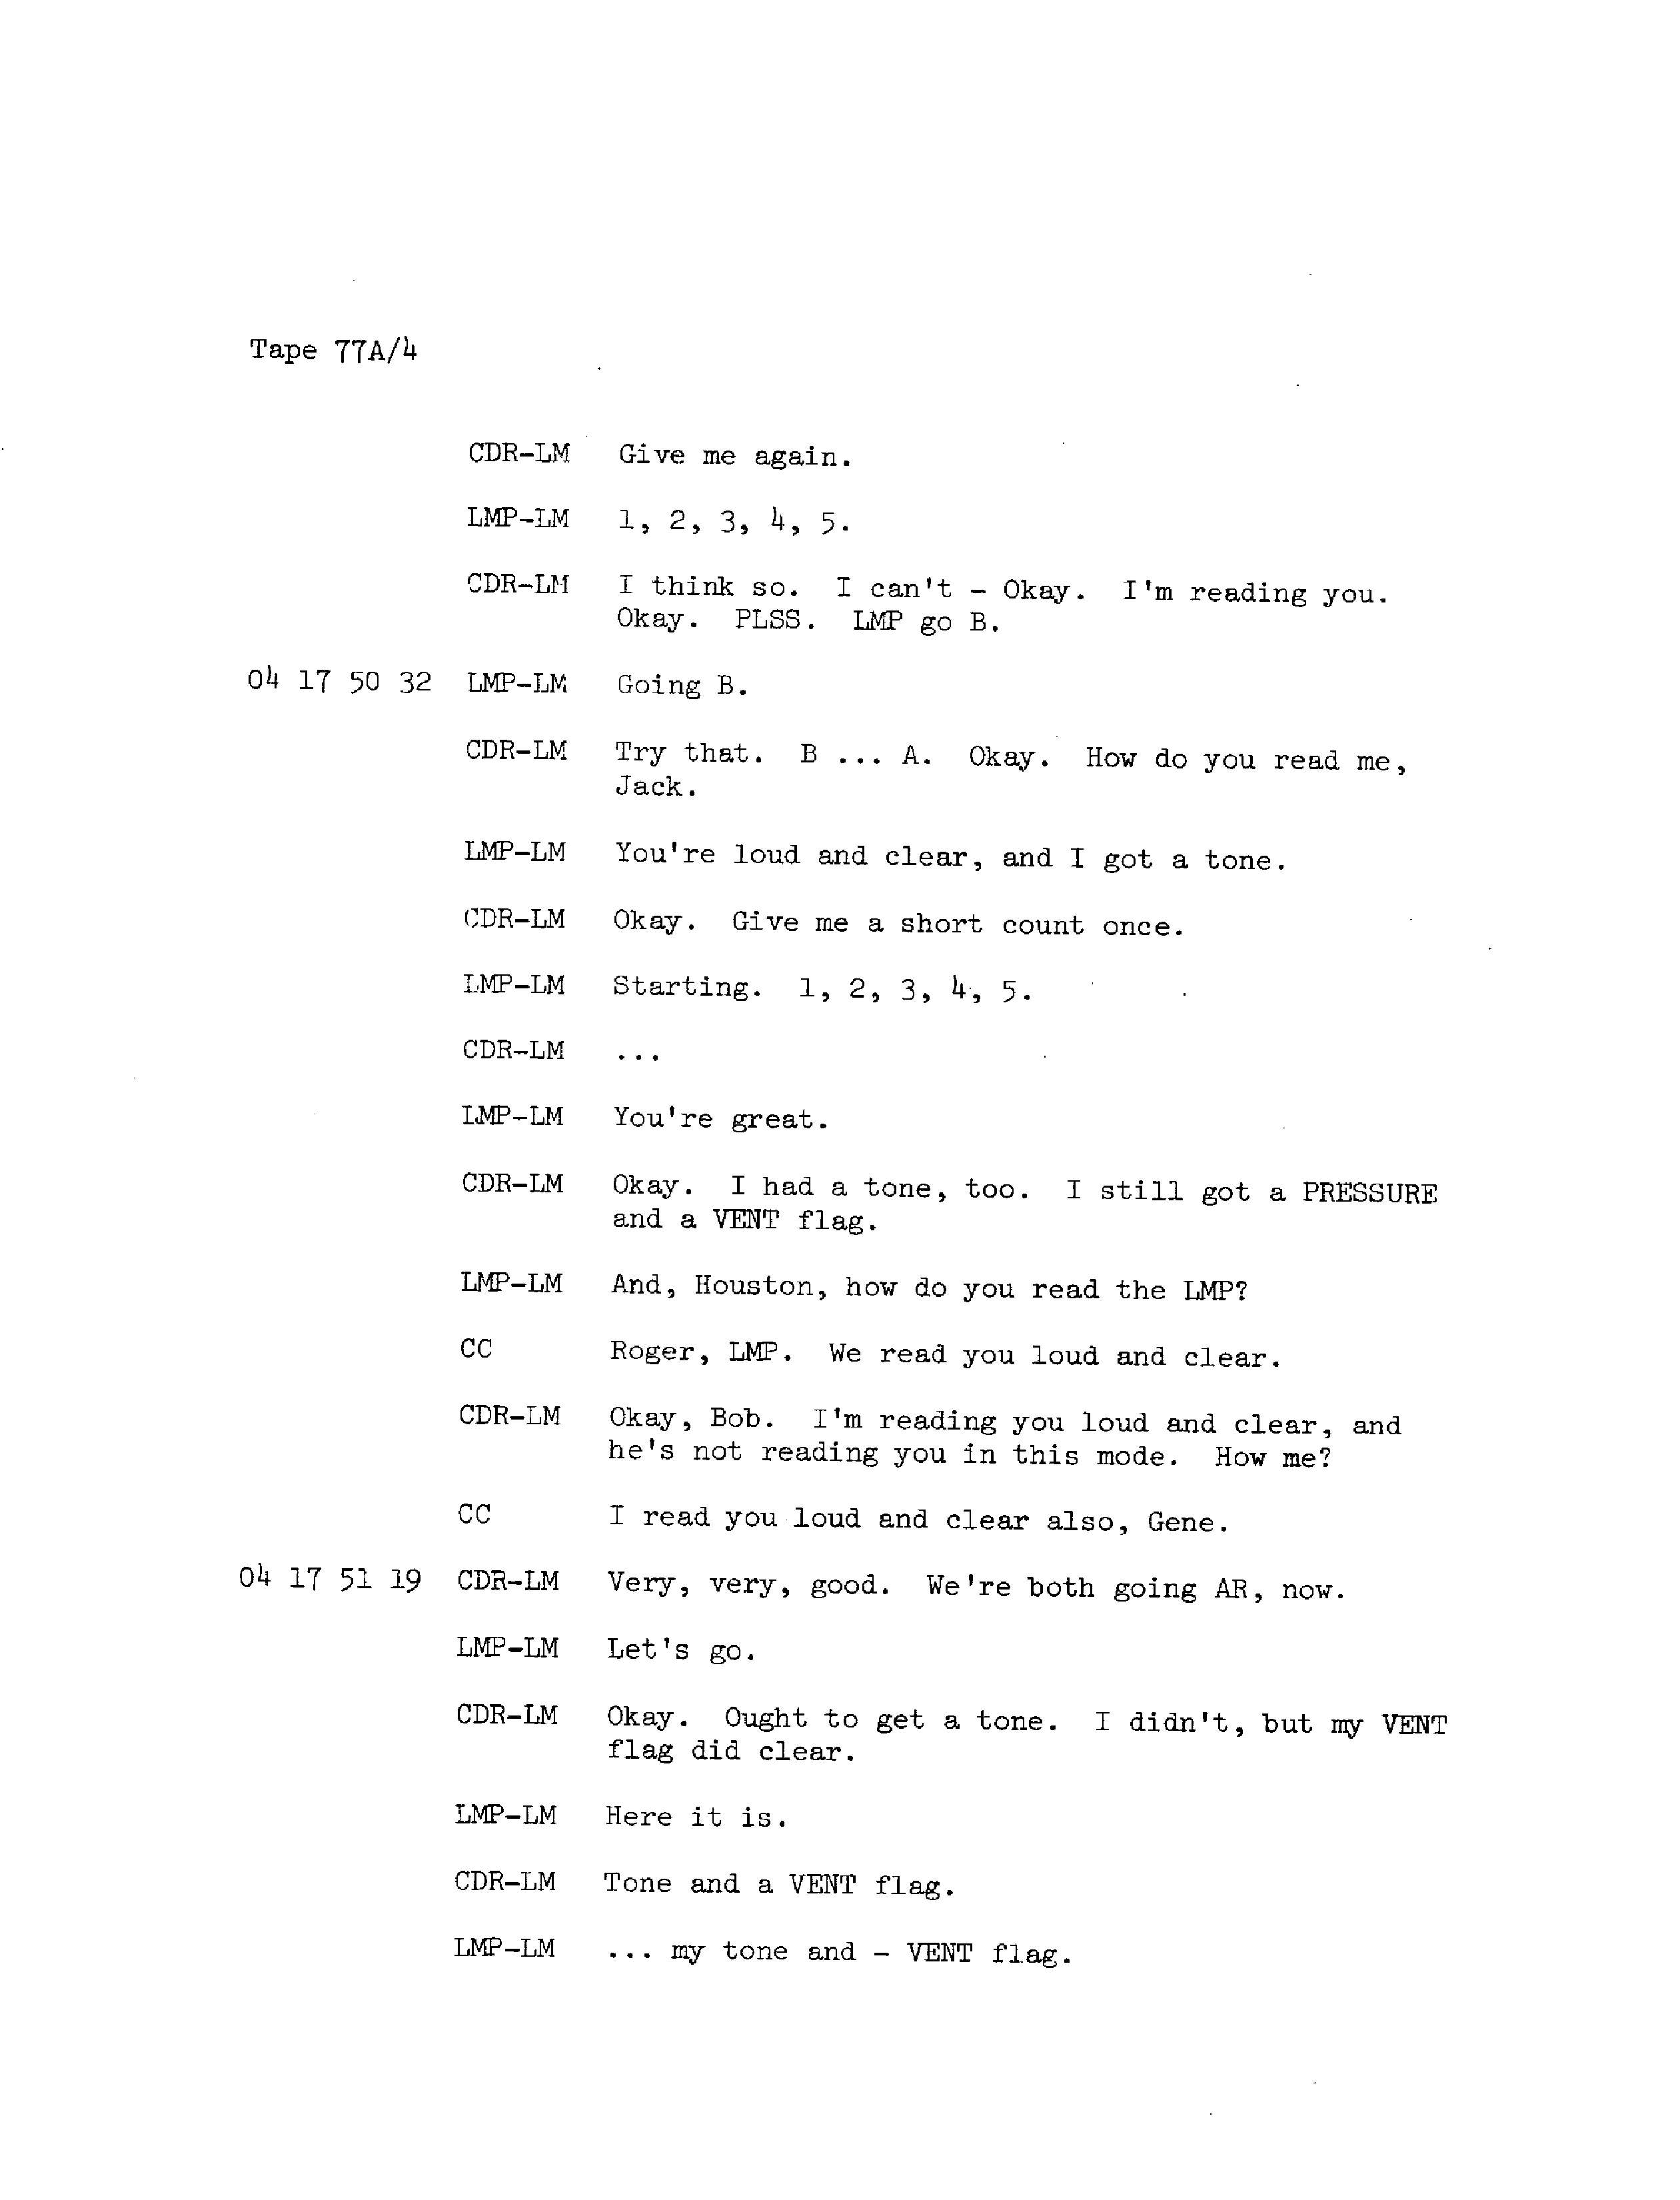 Tape 77A/4
CDR-LM Give me again.
LMP-LM 1, 2, 3, 4, 5.
CDR-LM I think so. I can't - Okay. I'm reading you.
Okay. PLSS. LMP go B.
04 17 50 32 LMP-LM Going B.
CDR-LM Try that. B ... A. Okay. How do you read me,
Jack.
LMP-LM You're loud and clear, and I got a tone.
CDR-LM Okay. Give me a short count once.
LMP-LM Starting. 1, 2, 3, 4, 5.
CDR-LM ...
LMP-LM You're great.
CDR-LM Okay. I had a tone, too. I still got a PRESSURE
and a VENT flag.
LMP-LM And, Houston, how do you read the LMP?
CC Roger, LMP. We read you loud and clear.
CDR-LM Okay, Bob. I'm reading you loud and clear, and
he's not reading you in this mode. How me?
CC I read you loud and clear also, Gene.
04 17 51 19 CDR-LM Very, very, good. We're both going AR, now.
LMP-LM Let's go.
CDR-LM Okay. Ought to get a tone. I didn't, but my VENT
flag did clear.
LMP-LM Here it is.
CDR-LM Tone and a VENT flag.
LMP-LM ... my tone and - VENT flag.